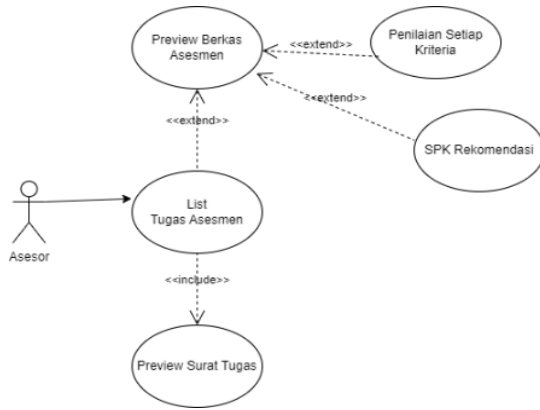 Preview Berkas
Asesmen
<<extend>>
Penilaian Setiap
Kriteria
<<extend>>
<<extend>>
SPK Rekomendasi
List
Tugas Asesmen
Asesor
<<include>>
Preview Surat Tugas